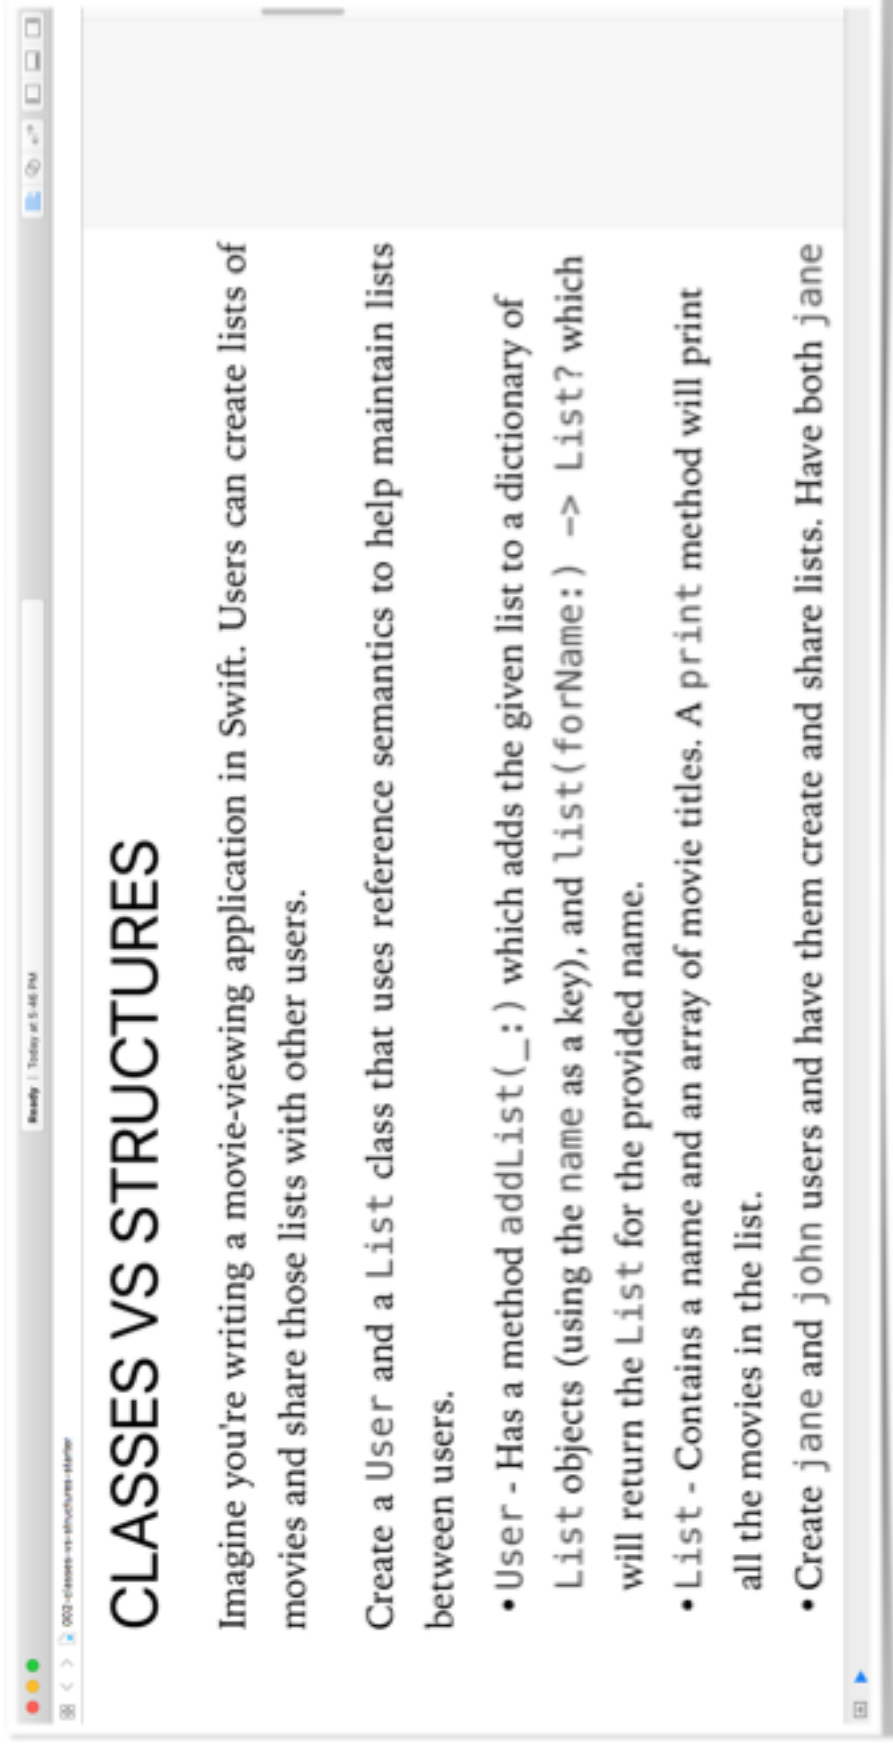 Ready | Today at 5:46 PM
002-classes-vs-structures-starter
CLASSES VS STRUCTURES
Imagine you're writing a movie-viewing application in Swift. Users can create lists of
movies and share those lists with other users.
Create a User and a List class that uses reference semantics to help maintain lists
between users.
•User - Has a method addList(_:) which adds the given list to a dictionary of
List objects (using the name as a key), and list(forName:) -> List? which
will return the List for the provided name.
•List - Contains a name and an array of movie titles. A print method will print
all the movies in the list.
•Create jane and john users and have them create and share lists. Have both jane